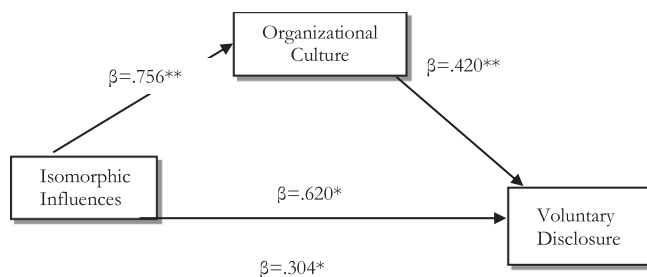 Organizational
Culture
β=.756**
β=.420**
Isomorphic
Influences
β=.620*
Voluntary
Disclosure
β=.304*